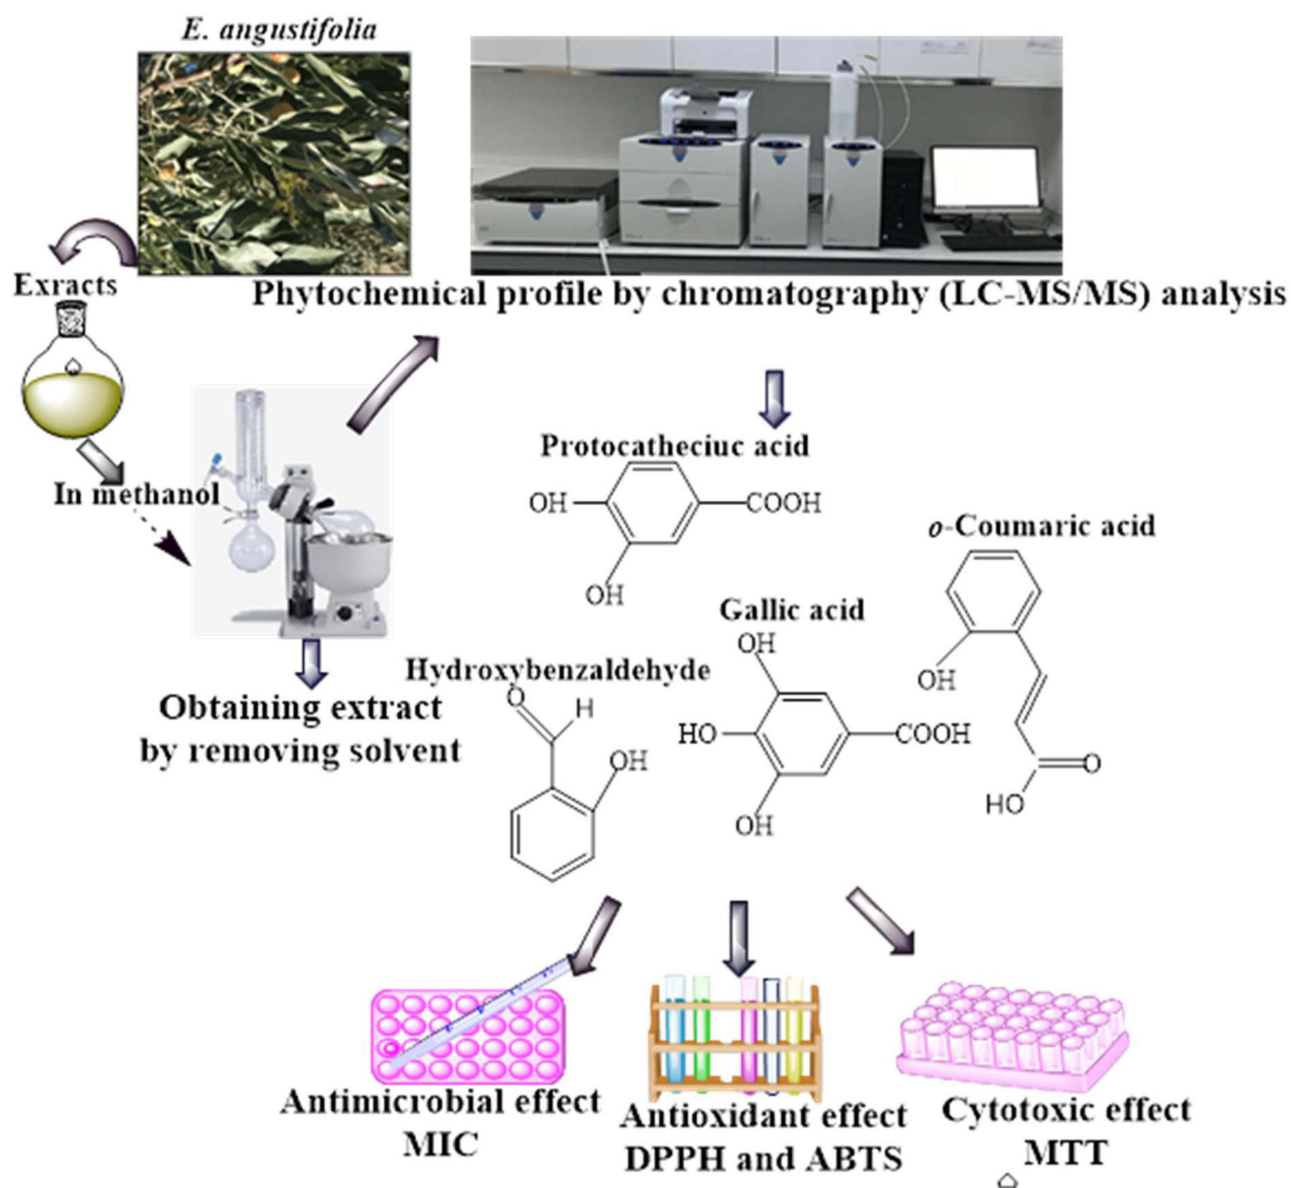 E. angustifolia
Exracts
Phytochemical profile by chromatography (LC-MS/MS) analysis
In methanol
Obtaining extract
by removing solvent
Protocatheciuc acid
OH
COOH
OH
o-Coumaric acid
OH
O
HO
Gallic acid
OH
HO
COOH
OH
Hydroxybenzaldehyde
O
H
OH
Antimicrobial effect
MIC
Antioxidant effect
DPPH and ABTS
Cytotoxic effect
MTT